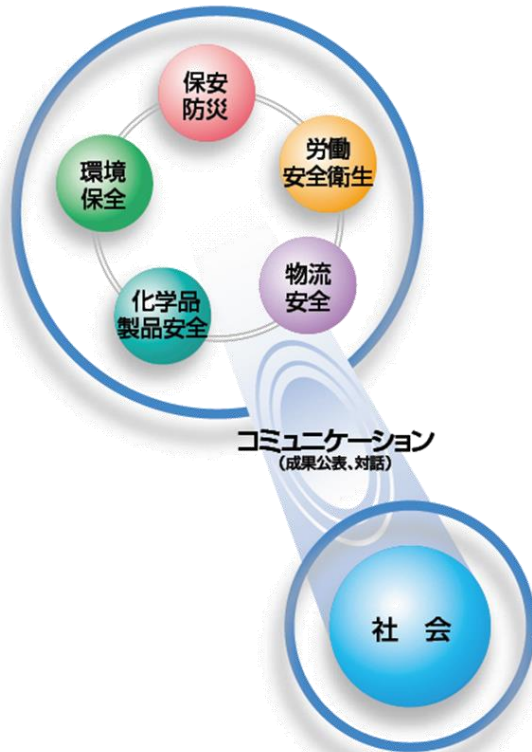 保安
防災
労働
安全衛生
環境
保全
物流
安全
化学品
製品安全
コミュニケーション
(成果公表、対話)
社 会